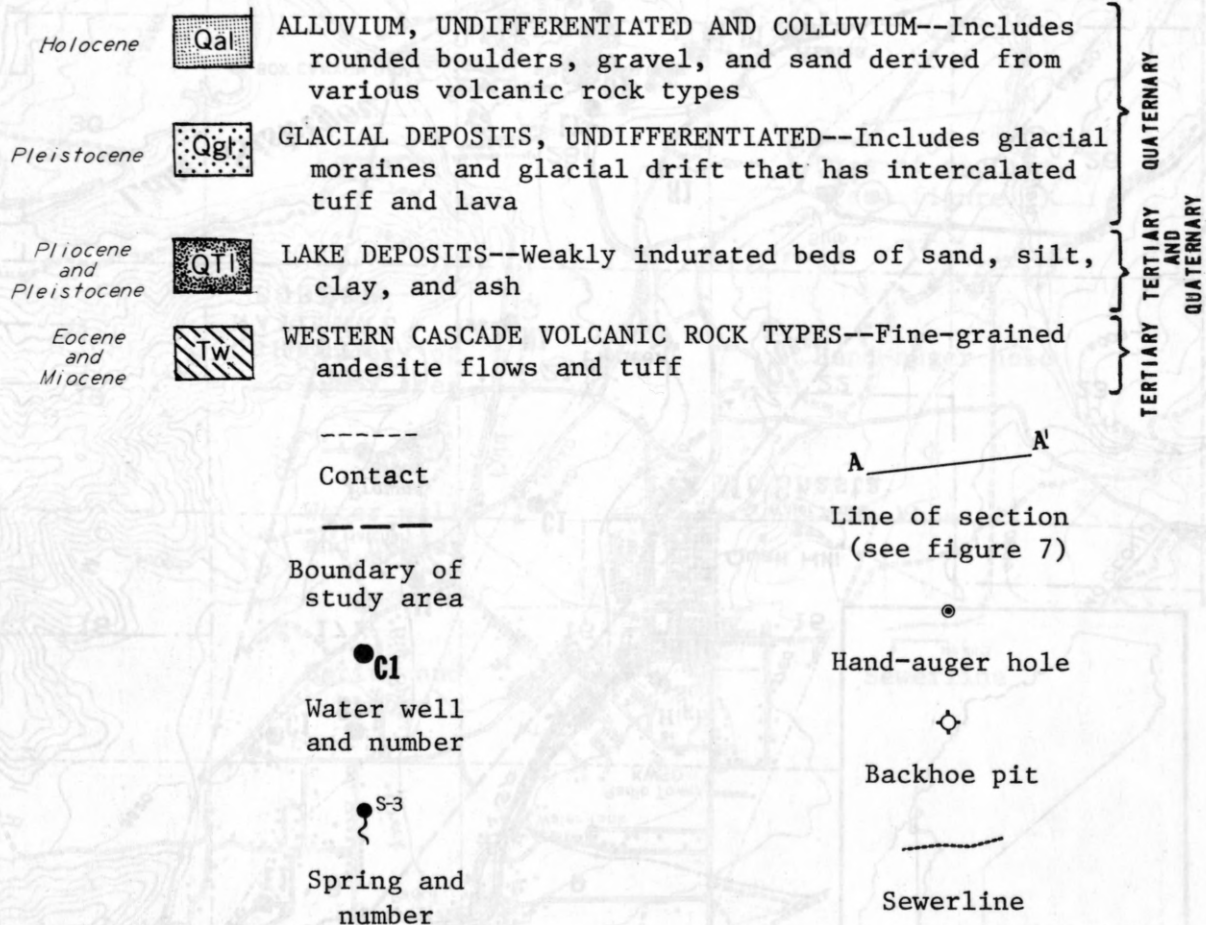 Holocene Qal ALLUVIUM, UNDIFFERENTIATED AND COLLUVIUM--Includes
rounded boulders, gravel, and sand derived from
various volcanic rock types
Pleistocene Qgt GLACIAL DEPOSITS, UNDIFFERENTIATED--Includes glacial
moraines and glacial drift that has intercalated
tuff and lava
QUATERNARY
Pliocene
and
Pleistocene
QTl LAKE DEPOSITS--Weakly indurated beds of sand, silt,
clay, and ash
TERTIARY
AND
QUATERNARY
Eocene
and
Miocene
Tw WESTERN CASCADE VOLCANIC ROCK TYPES--Fine-grained
andesite flows and tuff
TERTIARY
Contact
Boundary of
study area
C1
Water well
and number
S-3
Spring and
number
A A'
Line of section
(see figure 7)
Hand-auger hole
Backhoe pit
Sewerline